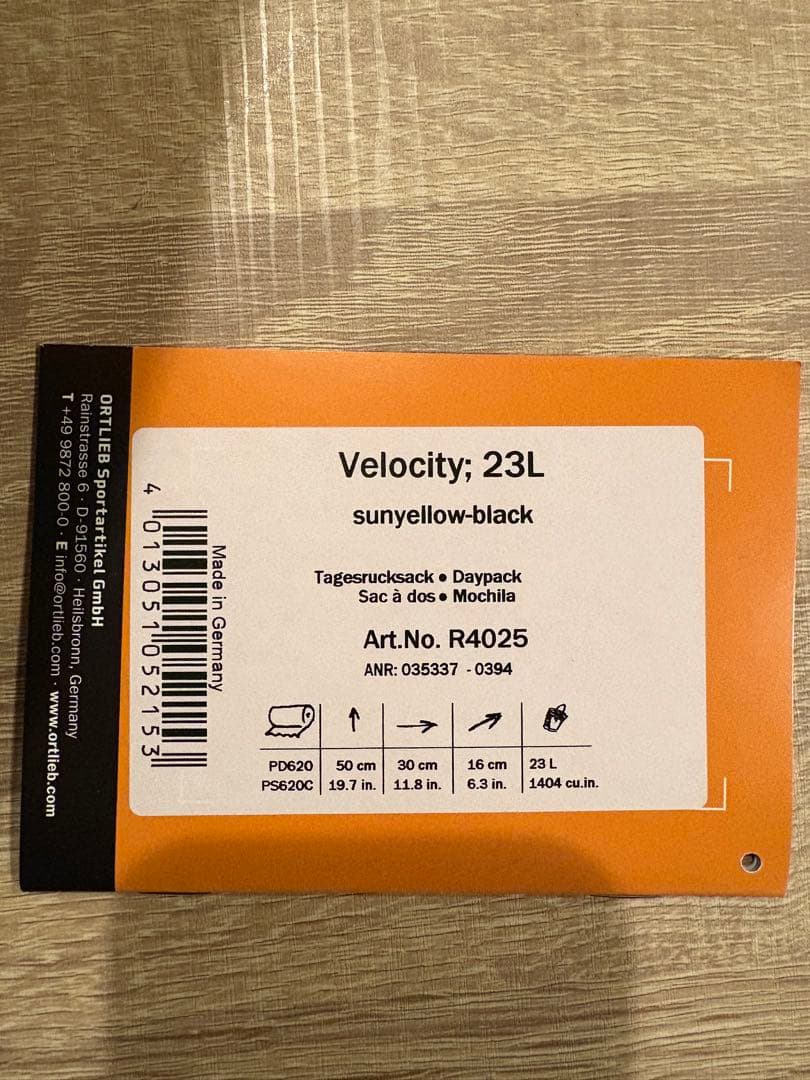 Velocity; 23L
sunyellow-black
Tagesrucksack • Daypack
Sac à dos • Mochila
Art.No. R4025
ANR: 035337 - 0394
PD620 50 cm 30 cm 16 cm 23 L
PS620C 19.7 in. 11.8 in. 6.3 in. 1404 cu.in.
Made in Germany
4 013051 052153
ORTLIEB Sportartikel GmbH
Rainstrasse 6 · D-91560 · Heilsbronn, Germany
T +49 9872 800-0 · E info@ortlieb.com · www.ortlieb.com